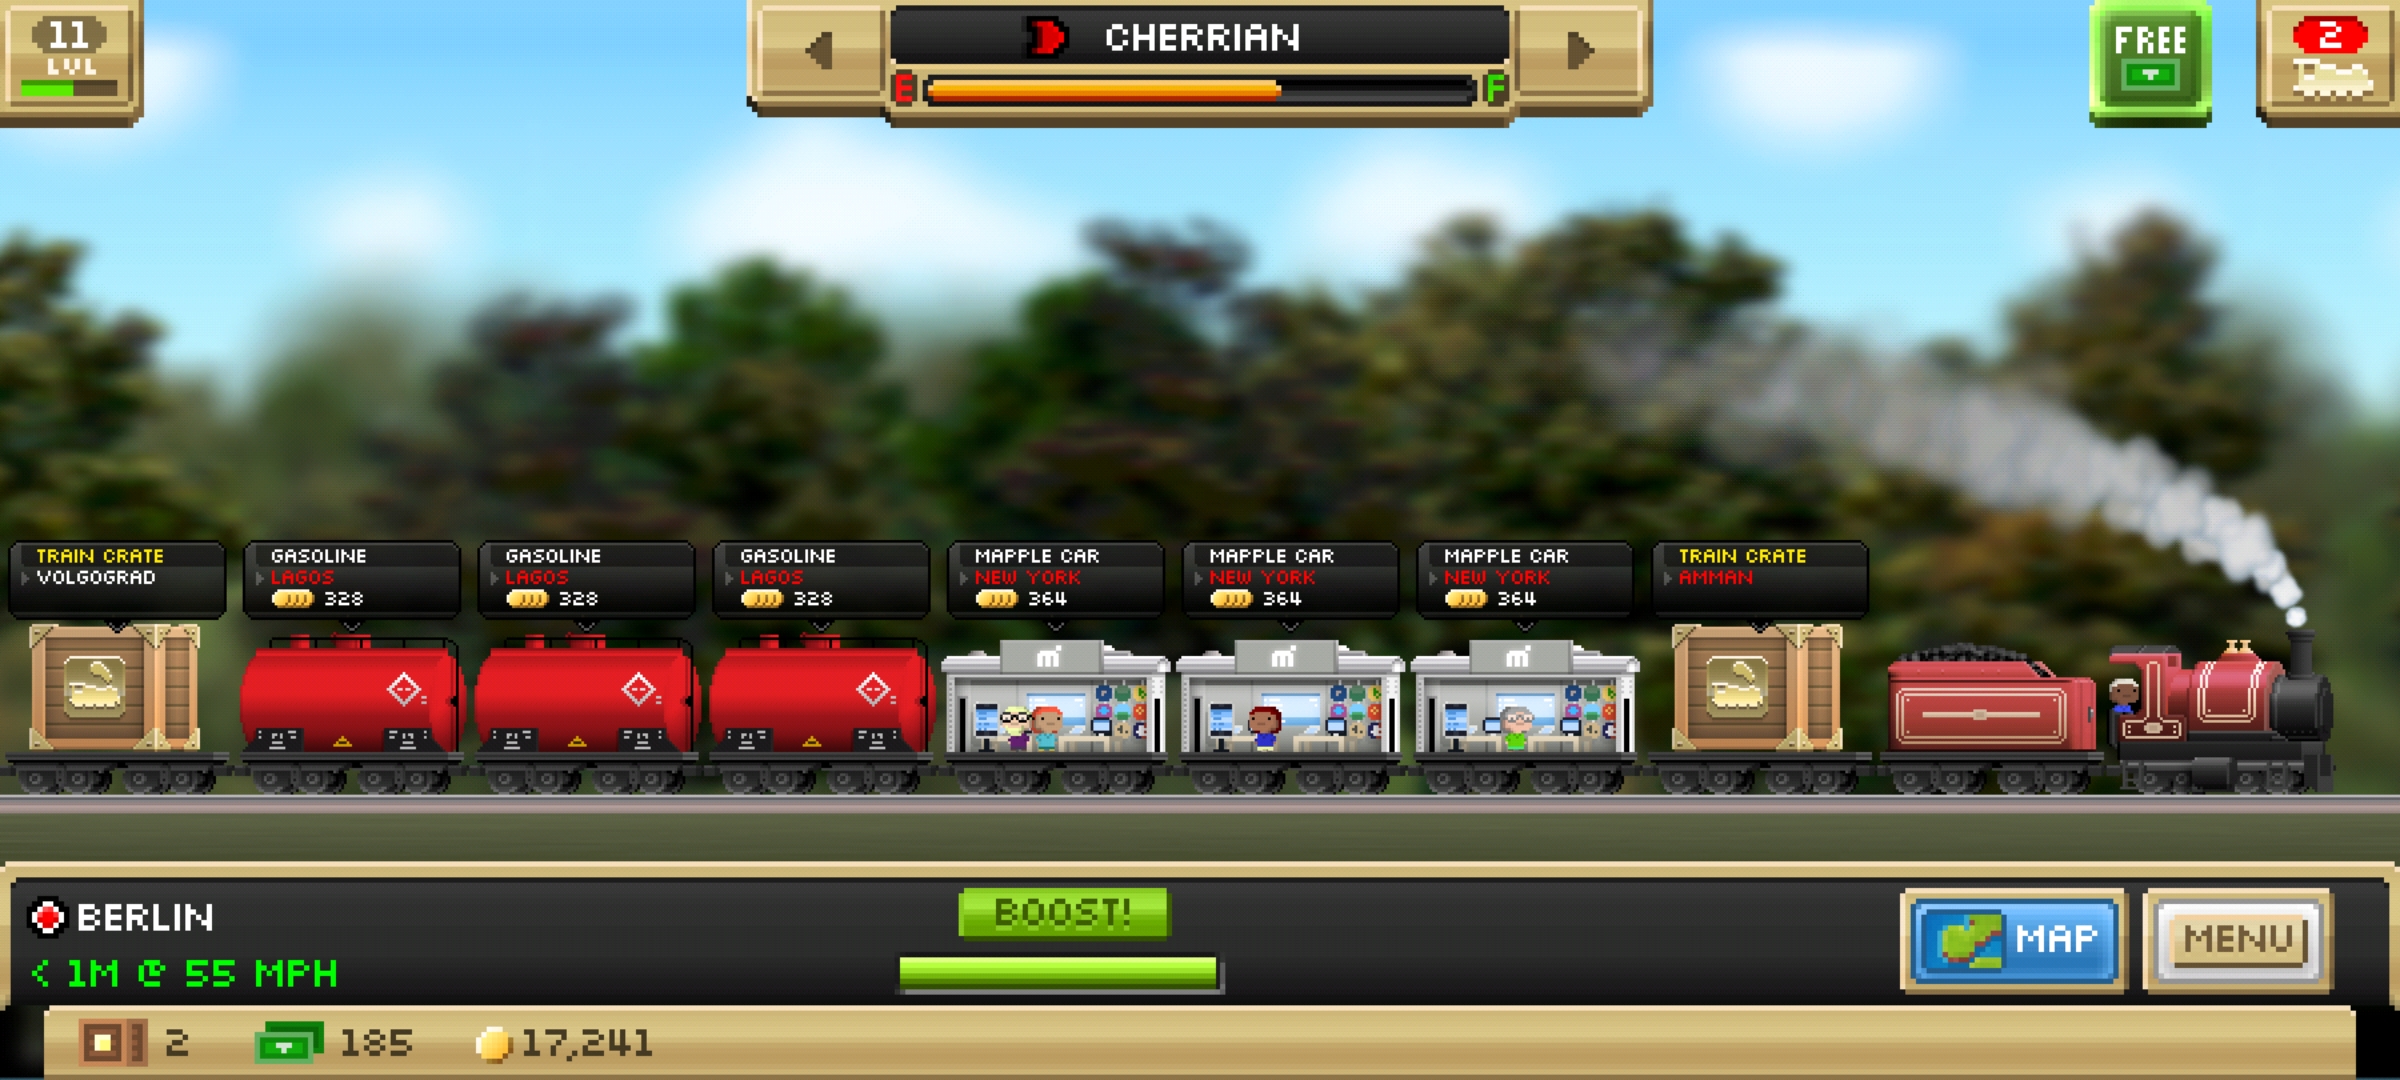 11
LVL
CHERRIAN
E F
FREE
2
TRAIN CRATE
VOLGOGRAD
GASOLINE
LAGOS
328
GASOLINE
LAGOS
328
GASOLINE
LAGOS
328
MAPPLE CAR
NEW YORK
364
MAPPLE CAR
NEW YORK
364
MAPPLE CAR
NEW YORK
364
TRAIN CRATE
AMMAN
m
m
m
BERLIN
< 1M @ 55 MPH
BOOST!
MAP
MENU
2
185
17,241